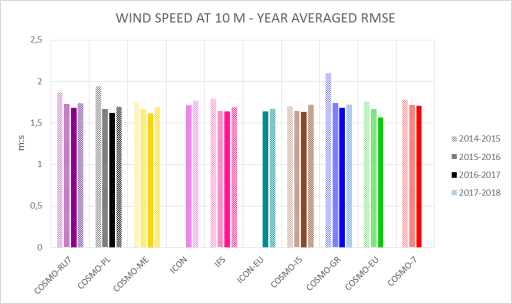 WIND SPEED AT 10 M - YEAR AVERAGED RMSE
2,5
2
1,5
1
0,5
0
m:s
COSMO-RU7
COSMO-PL
COSMO-ME
ICON
IFS
ICON-EU
COSMO-IS
COSMO-GR
COSMO-EU
COSMO-7
2014-2015
2015-2016
2016-2017
2017-2018